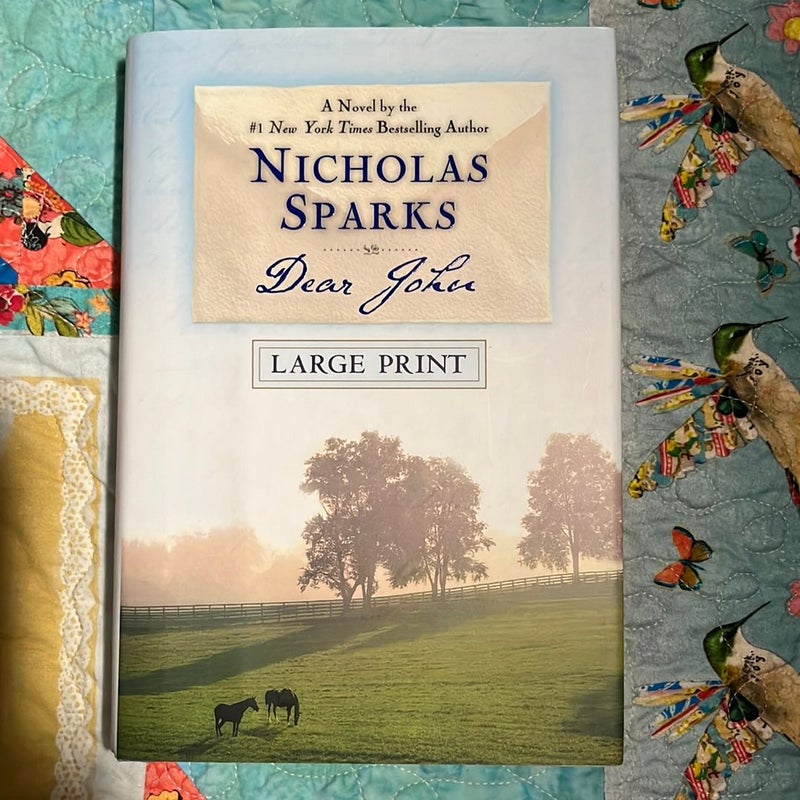 A Novel by the
#1 New York Times Bestselling Author
NICHOLAS
SPARKS
Dear John
LARGE PRINT